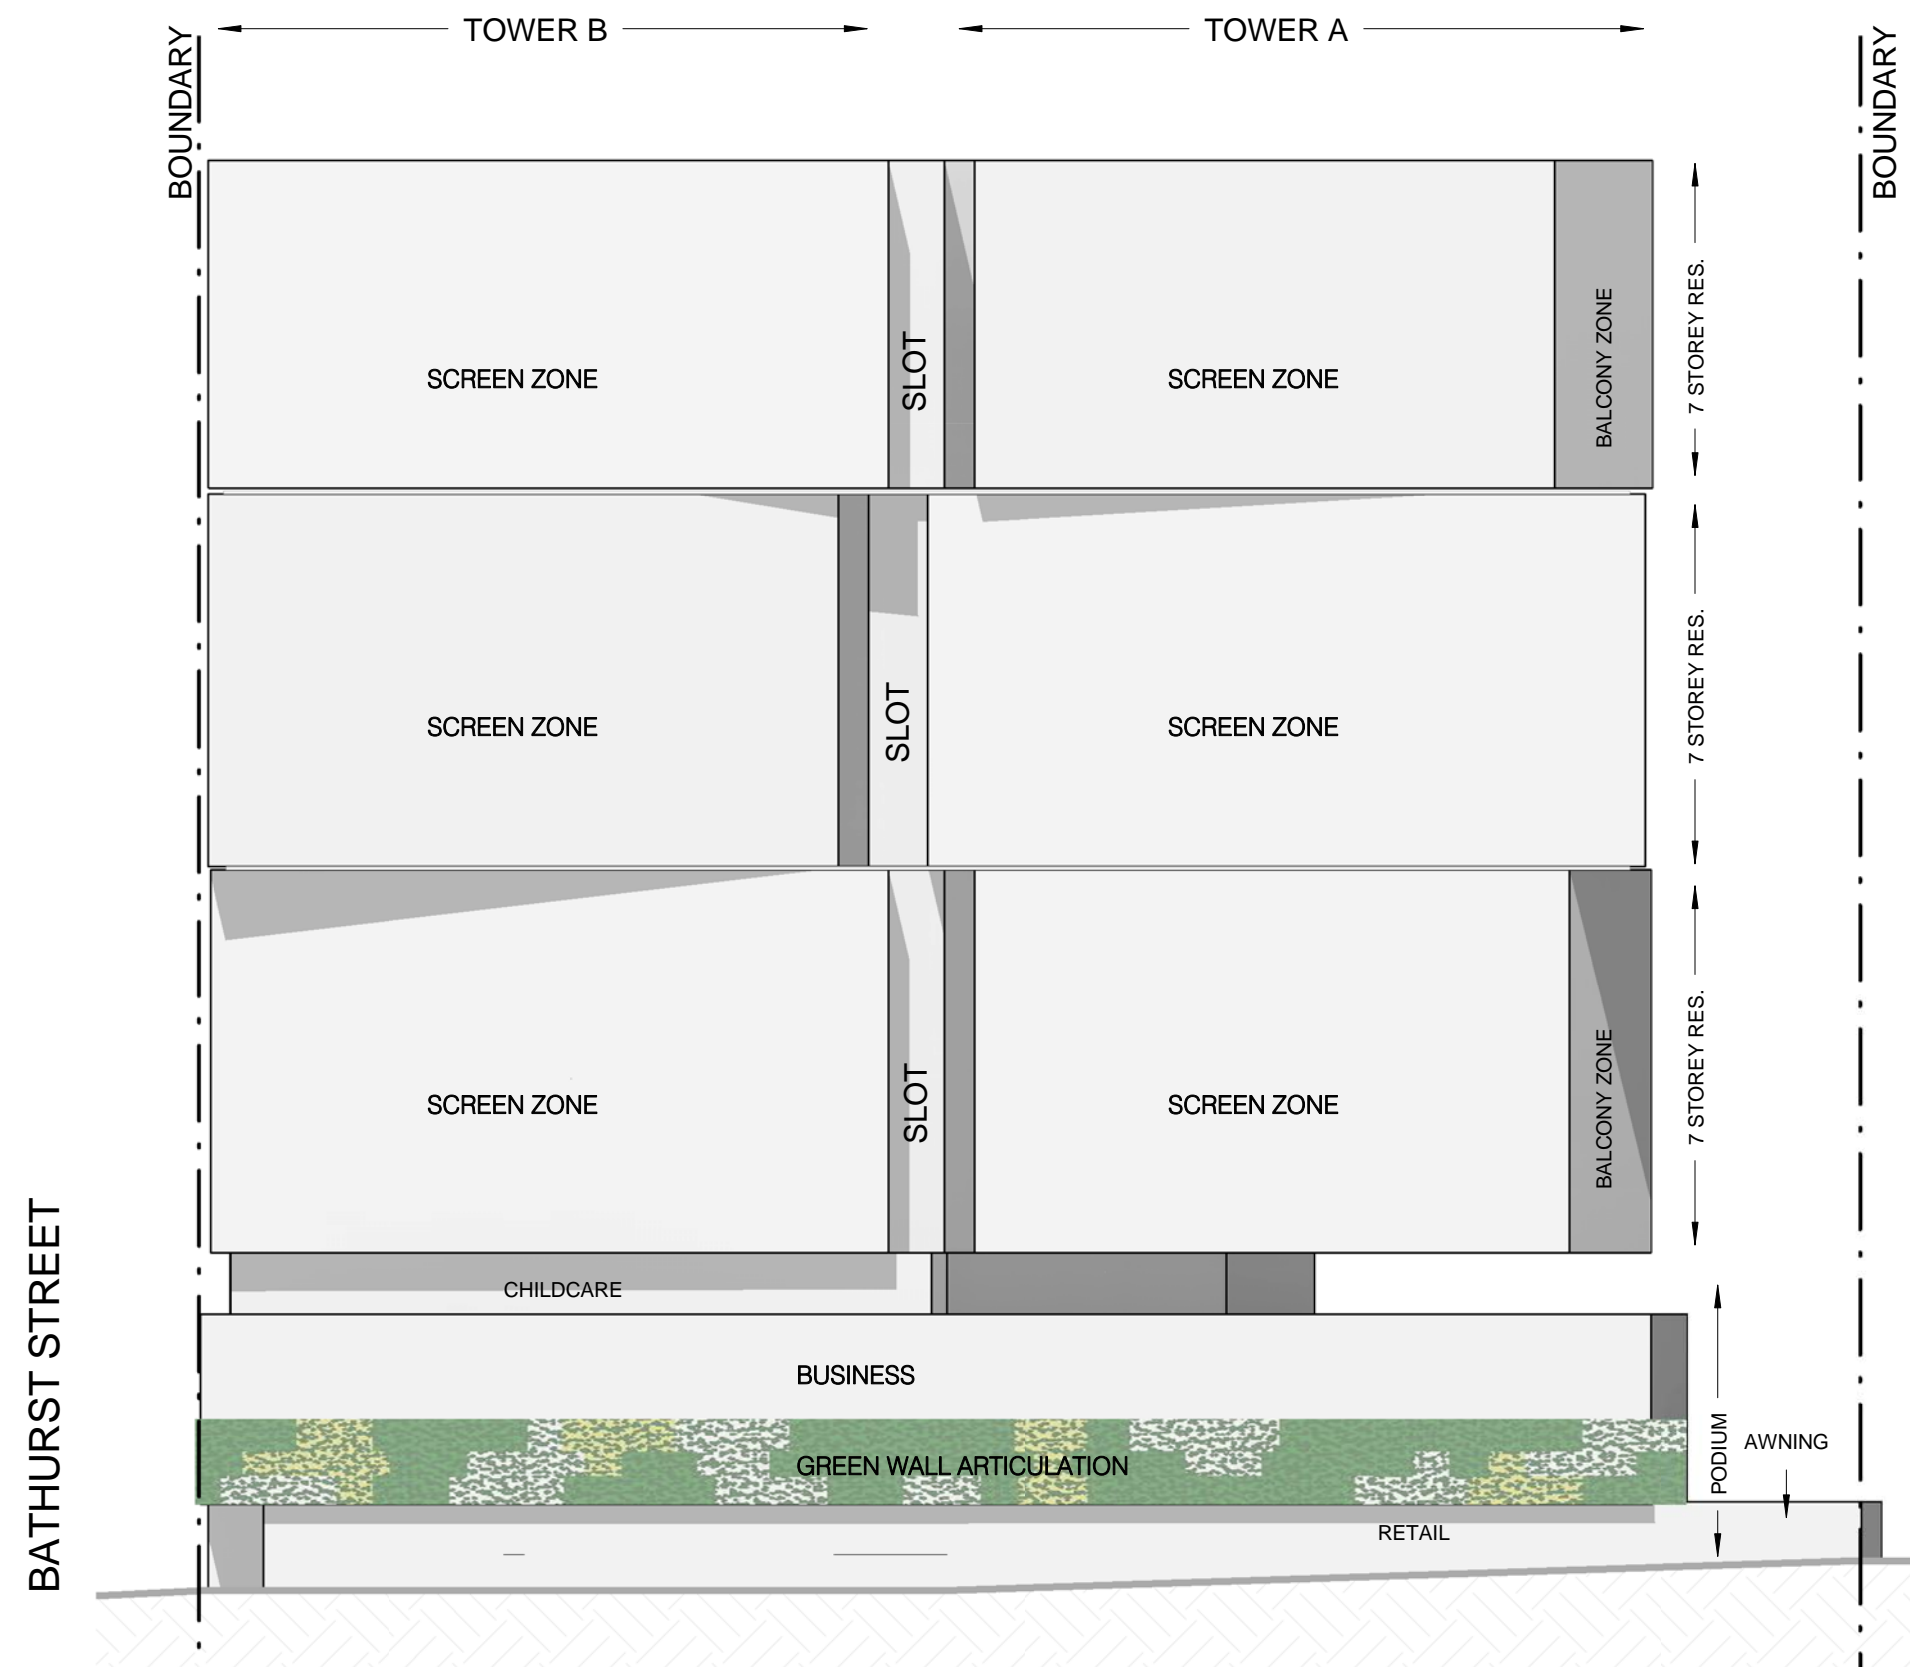 TOWER B
TOWER A
BOUNDARY
BOUNDARY
SCREEN ZONE
SLOT
SCREEN ZONE
BALCONY ZONE
7 STOREY RES.
SCREEN ZONE
SLOT
SCREEN ZONE
7 STOREY RES.
SCREEN ZONE
SLOT
SCREEN ZONE
BALCONY ZONE
7 STOREY RES.
BATHURST STREET
CHILDCARE
BUSINESS
GREEN WALL ARTICULATION
PODIUM
AWNING
RETAIL